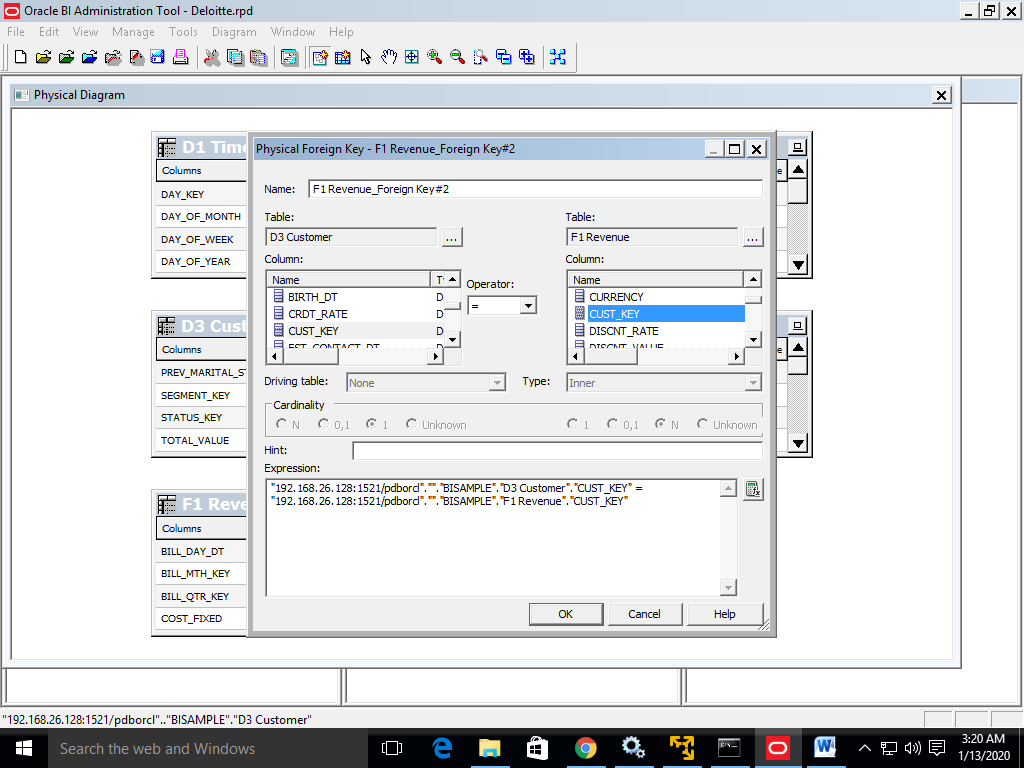 Oracle BI Administration Tool - Deloitte.rpd
File Edit View Manage Tools Diagram Window Help
Physical Diagram
D1 Time
Columns
DAY_KEY
DAY_OF_MONTH
DAY_OF_WEEK
DAY_OF_YEAR
D3 Cust
Columns
PREV_MARITAL_S
SEGMENT_KEY
STATUS_KEY
TOTAL_VALUE
F1 Reve
Columns
BILL_DAY_DT
BILL_MTH_KEY
BILL_QTR_KEY
COST_FIXED
Physical Foreign Key - F1 Revenue_Foreign Key#2
Name: F1 Revenue_Foreign Key#2
Table: Table:
D3 Customer ... F1 Revenue ...
Column: Column:
Name T Operator: Name
BIRTH_DT D = CURRENCY
CRDT_RATE D CUST_KEY
CUST_KEY D DISCNT_RATE
EST_CONTACT_DT D DISCNT_VALUE
Driving table: None Type: Inner
Cardinality
N 0,1 1 Unknown 1 0,1 N Unknown
Hint:
Expression:
"192.168.26.128:1521/pdborcl".""."BISAMPLE"."D3 Customer"."CUST_KEY" =
"192.168.26.128:1521/pdborcl".""."BISAMPLE"."F1 Revenue"."CUST_KEY"
OK Cancel Help
"192.168.26.128:1521/pdborcl".."BISAMPLE"."D3 Customer"
Search the web and Windows
3:20 AM
1/13/2020